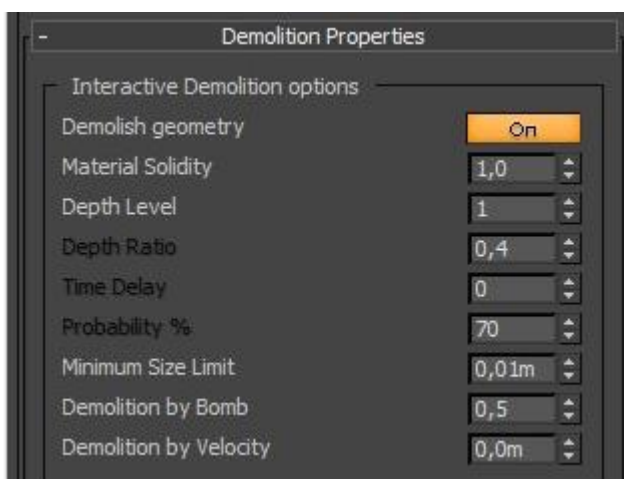 - Demolition Properties
Interactive Demolition options
Demolish geometry On
Material Solidity 1,0
Depth Level 1
Depth Ratio 0,4
Time Delay 0
Probability % 70
Minimum Size Limit 0,01m
Demolition by Bomb 0,5
Demolition by Velocity 0,0m